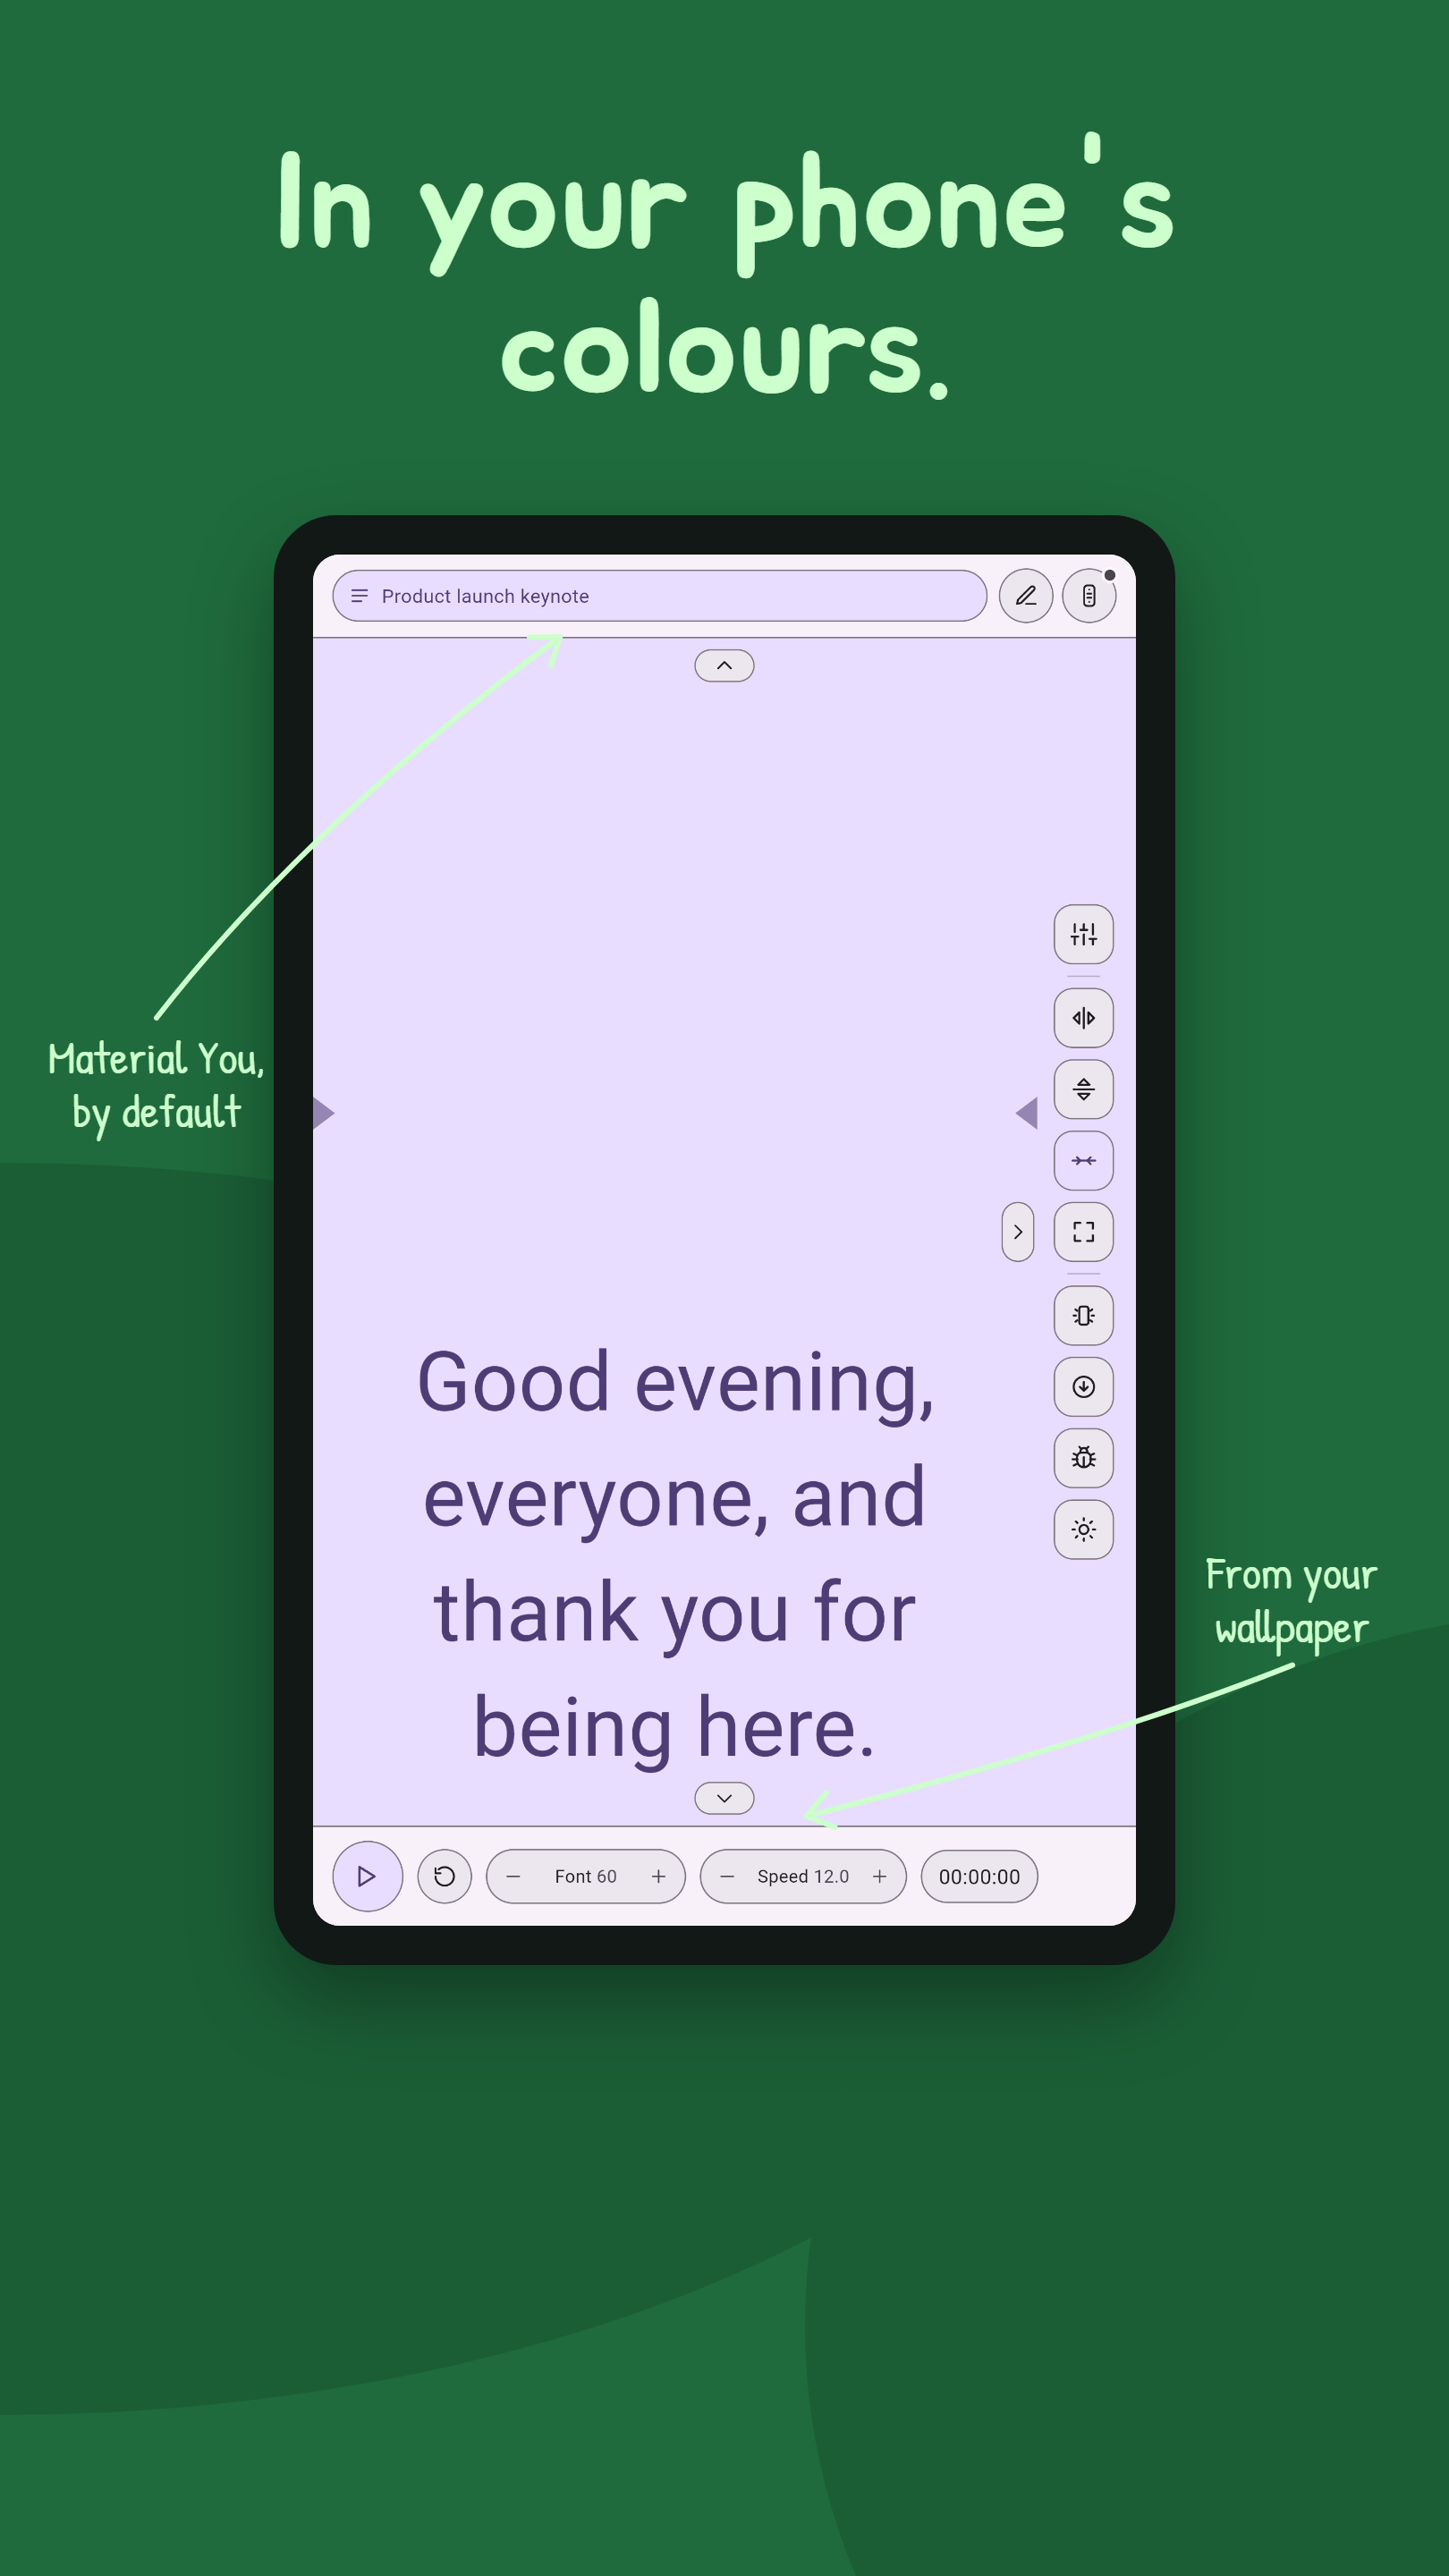 In your phone's
colours.
Product launch keynote
Material You,
by default
Good evening,
everyone, and
thank you for
being here.
From your
wallpaper
Font 60
Speed 12.0
00:00:00